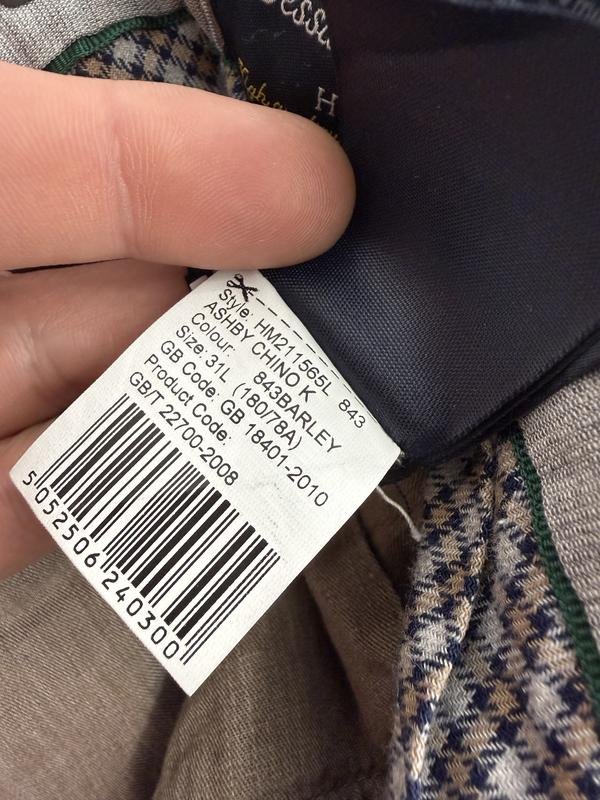 H
Style: HM211565L 843
ASHBY CHINO K
Colour: 843BARLEY
Size: 31L (180/78A)
GB Code: GB 18401-2010
Product Code:
GB/T 22700-2008
5 052506 240300